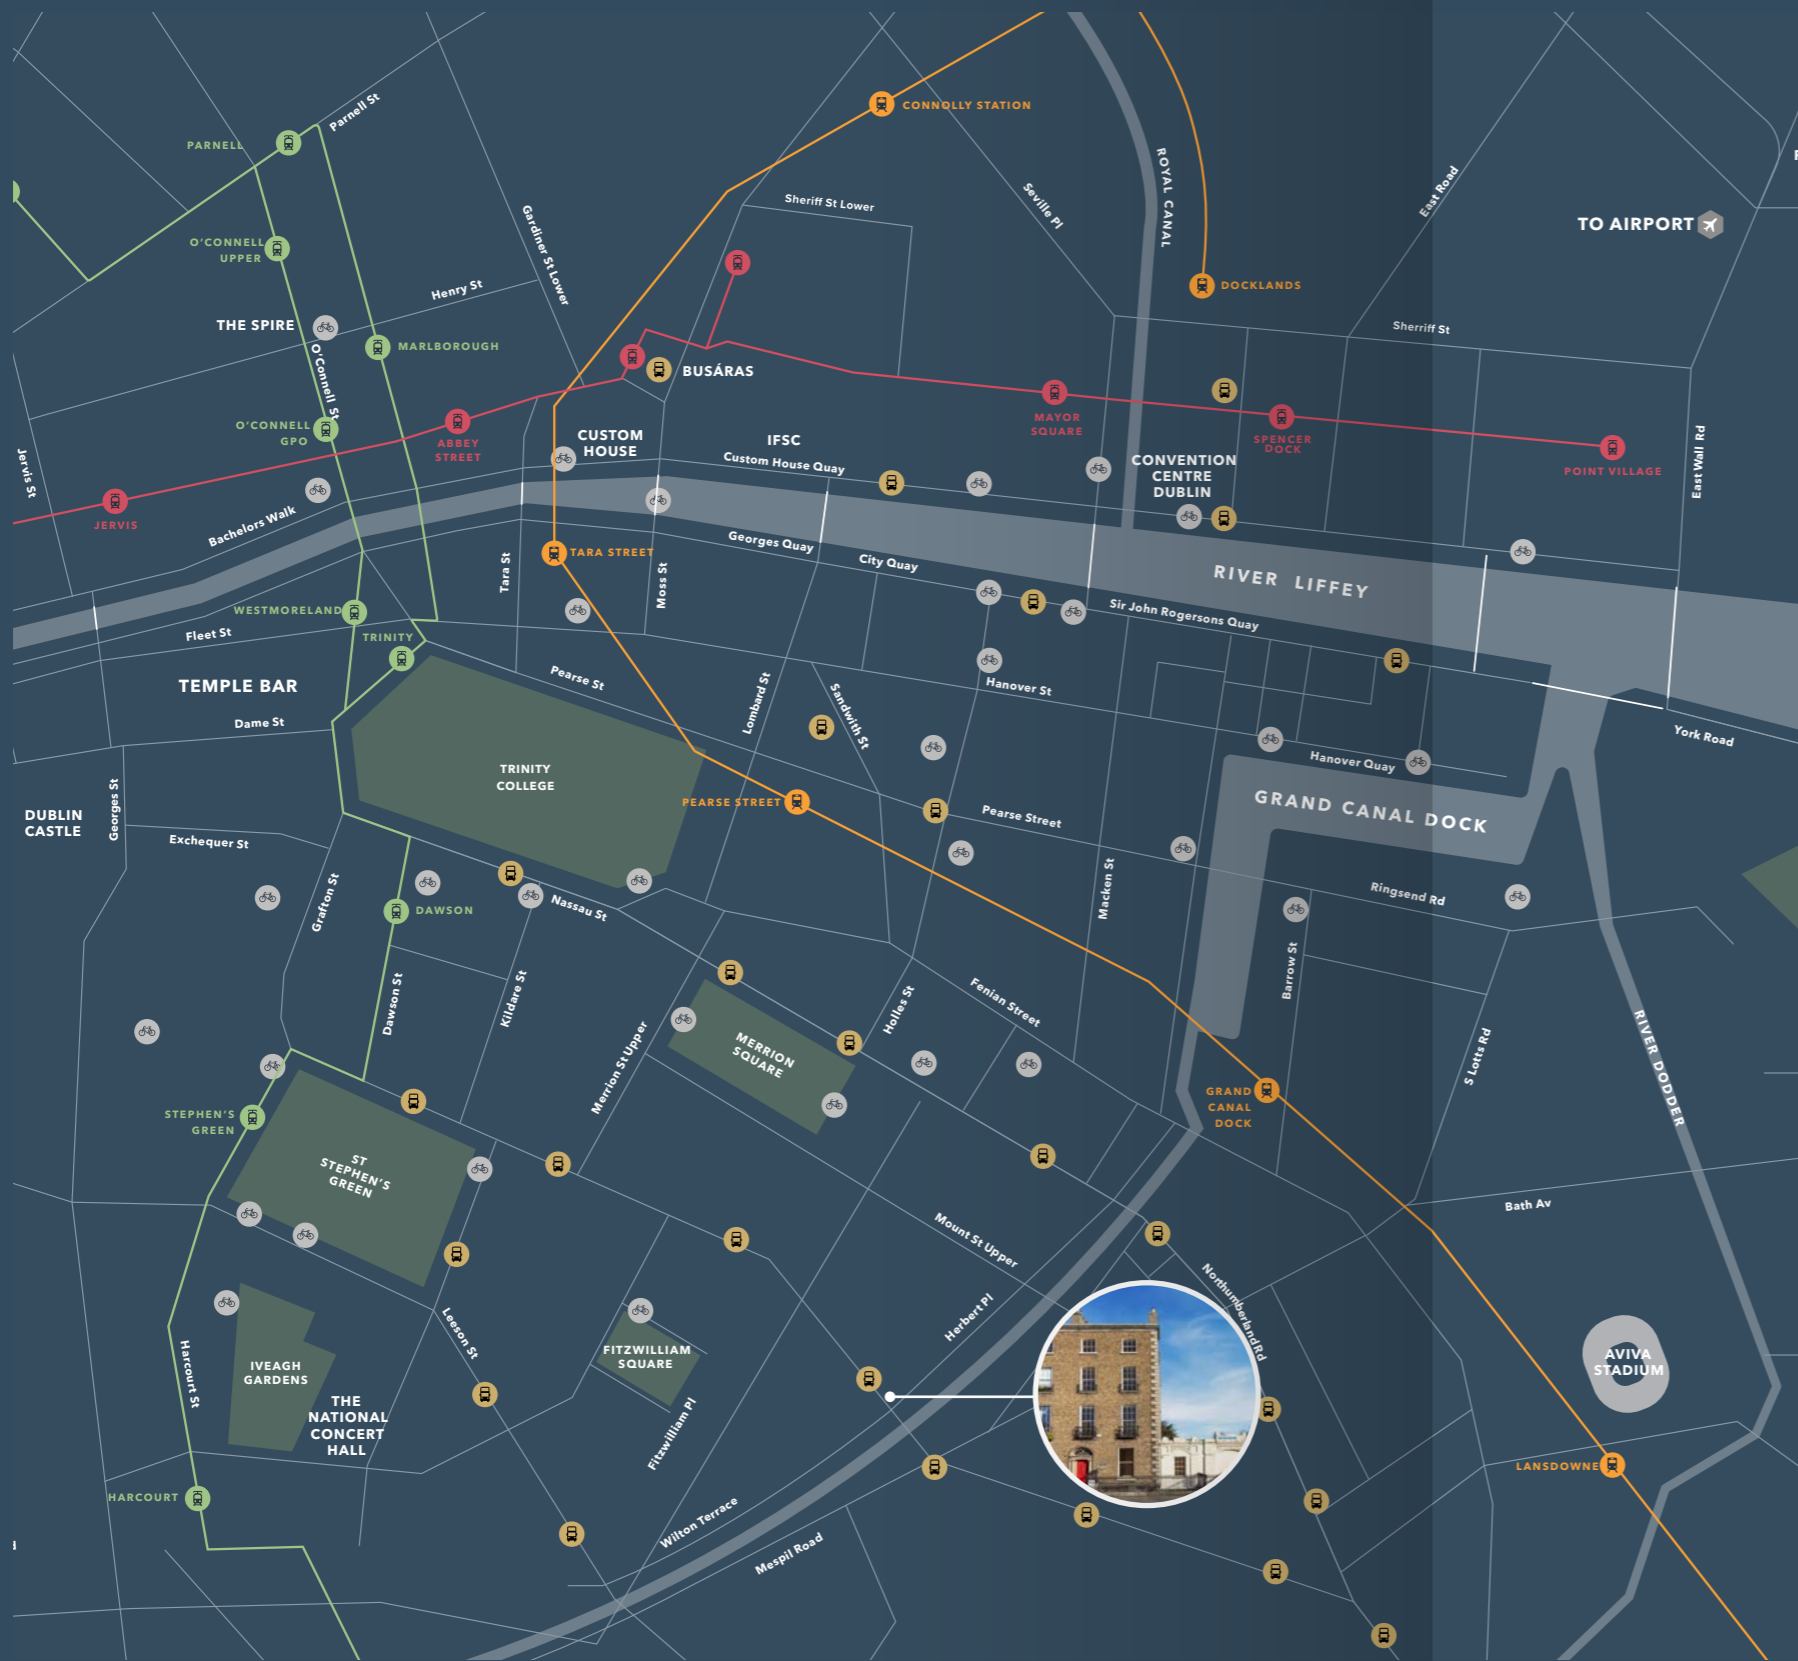 CONNOLLY STATION
Parnell St
PARNELL
ROYAL CANAL
Seville Pl
East Road
Sheriff St Lower
TO AIRPORT
O'CONNELL
UPPER
Gardiner St Lower
Henry St
DOCKLANDS
THE SPIRE
Sherriff St
MARLBOROUGH
O'Connell St
BUSÁRAS
MAYOR
SQUARE
SPENCER
DOCK
O'CONNELL
GPO
ABBEY
STREET
CUSTOM
HOUSE
IFSC
Custom House Quay
CONVENTION
CENTRE
DUBLIN
POINT VILLAGE
East Wall Rd
Jervis St
JERVIS
Bachelors Walk
Georges Quay
TARA STREET
City Quay
Tara St
Moss St
RIVER LIFFEY
WESTMORELAND
Sir John Rogersons Quay
Fleet St
TRINITY
TEMPLE BAR
Pearse St
Hanover St
Lombard St
Sandwith St
Dame St
York Road
Hanover Quay
TRINITY
COLLEGE
PEARSE STREET
Georges St
DUBLIN
CASTLE
Pearse Street
GRAND CANAL DOCK
Exchequer St
Macken St
Ringsend Rd
Grafton St
DAWSON
Nassau St
Barrow St
Dawson St
Kildare St
Holles St
Fenian Street
RIVER DODDER
MERRION
SQUARE
Merrion St Upper
S Lotts Rd
GRAND
CANAL
DOCK
STEPHEN'S
GREEN
ST
STEPHEN'S
GREEN
Bath Av
Mount St Upper
Northumberland Rd
Herbert Pl
Leeson St
FITZWILLIAM
SQUARE
AVIVA
STADIUM
Harcourt St
IVEAGH
GARDENS
THE
NATIONAL
CONCERT
HALL
Fitzwilliam Pl
LANSDOWNE
HARCOURT
Wilton Terrace
Mespil Road